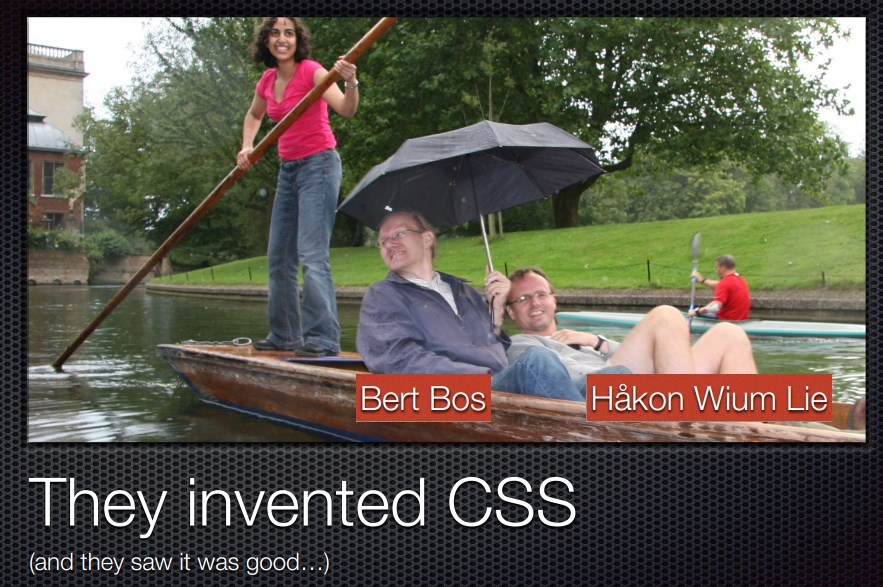 Bert Bos
Håkon Wium Lie
They invented CSS
(and they saw it was good…)